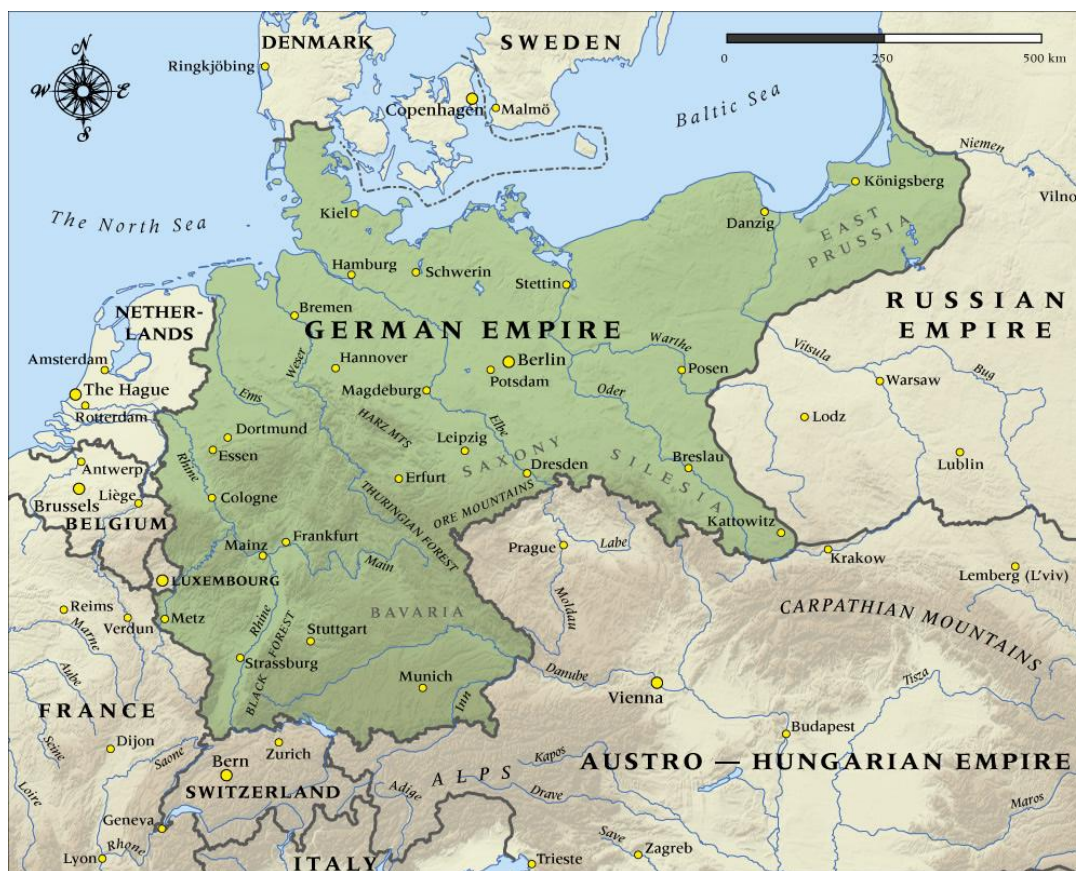 DENMARK
SWEDEN
N
W
E
S
0
250
500 km
Ringkjöbing
Copenhagen
Malmö
Baltic Sea
Niemen
Vilno
Königsberg
The North Sea
Kiel
Danzig
EAST
PRUSSIA
Hamburg
Schwerin
Stettin
NETHER-
LANDS
Bremen
GERMAN EMPIRE
RUSSIAN
EMPIRE
Amsterdam
The Hague
Rotterdam
Weser
Hannover
Berlin
Potsdam
Magdeburg
Warthe
Posen
Oder
Vitsula
Bug
Warsaw
Ems
Dortmund
Essen
HARZ MTS
Elbe
Leipzig
SAXONY
Lodz
Antwerp
Brussels
Liège
BELGIUM
Rhine
Cologne
Erfurt
Dresden
SILESIA
Breslau
Lublin
THURINGIAN FOREST
ORE MOUNTAINS
Kattowitz
Mainz
Frankfurt
Main
Prague
Labe
Krakow
LUXEMBOURG
Lemberg (L'viv)
Reims
Marne
Verdun
Metz
Rhine
BLACK FOREST
BAVARIA
Stuttgart
Moldau
CARPATHIAN MOUNTAINS
Aube
Strassburg
Munich
Inn
Danube
Vienna
Tisza
FRANCE
Seine
Dijon
Saone
Zurich
Budapest
Loire
Bern
SWITZERLAND
ALPS
Kapos
AUSTRO — HUNGARIAN EMPIRE
Adige
Drave
Maros
Geneva
Rhone
Lyon
ITALY
Save
Trieste
Zagreb